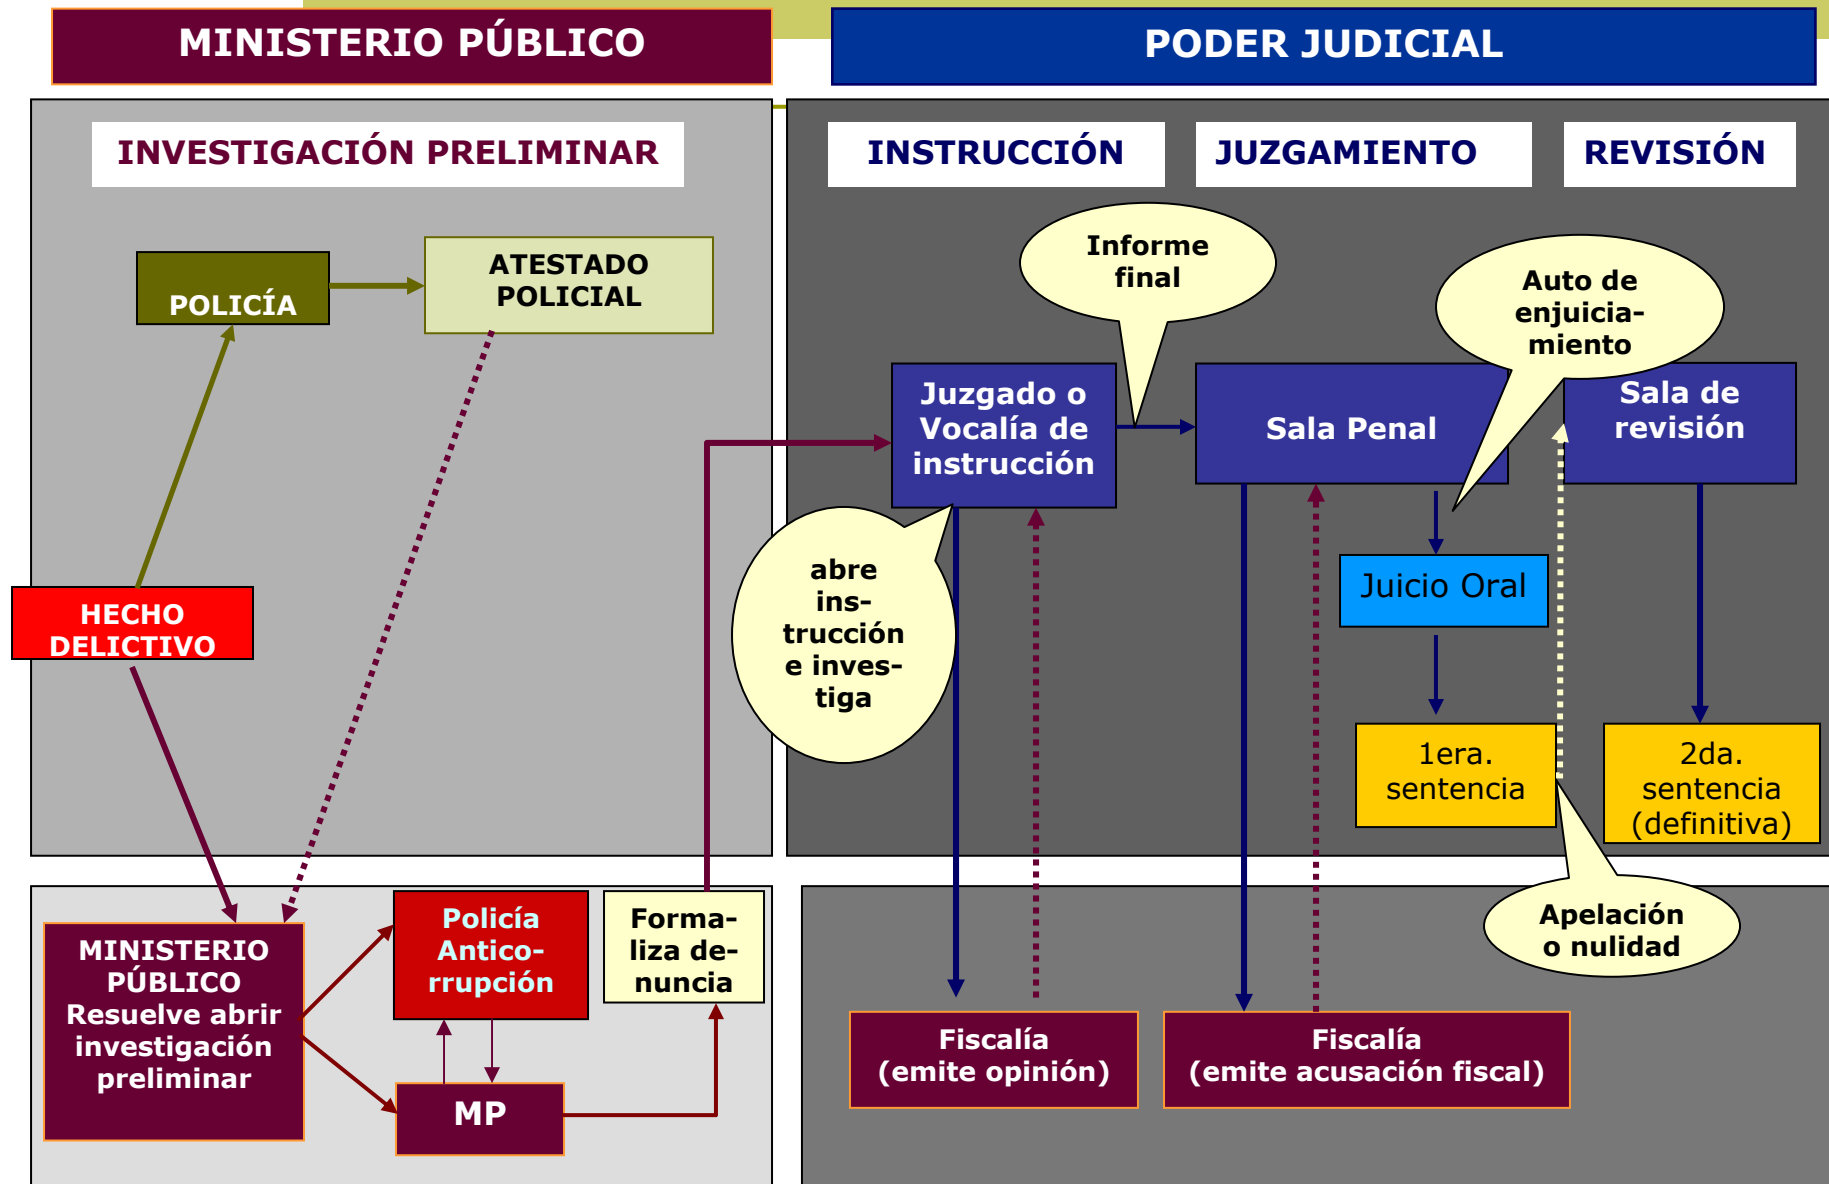 MINISTERIO PÚBLICO
PODER JUDICIAL
INVESTIGACIÓN PRELIMINAR
INSTRUCCIÓN
JUZGAMIENTO
REVISIÓN
POLICÍA
ATESTADO
POLICIAL
Informe
final
Auto de
enjuicia-
miento
Juzgado o
Vocalía de
instrucción
Sala Penal
Sala de
revisión
HECHO
DELICTIVO
abre
ins-
trucción
e inves-
tiga
Juicio Oral
1era.
sentencia
2da.
sentencia
(definitiva)
MINISTERIO
PÚBLICO
Resuelve abrir
investigación
preliminar
Policía
Antico-
rrupción
Forma-
liza de-
nuncia
MP
Apelación
o nulidad
Fiscalía
(emite opinión)
Fiscalía
(emite acusación fiscal)